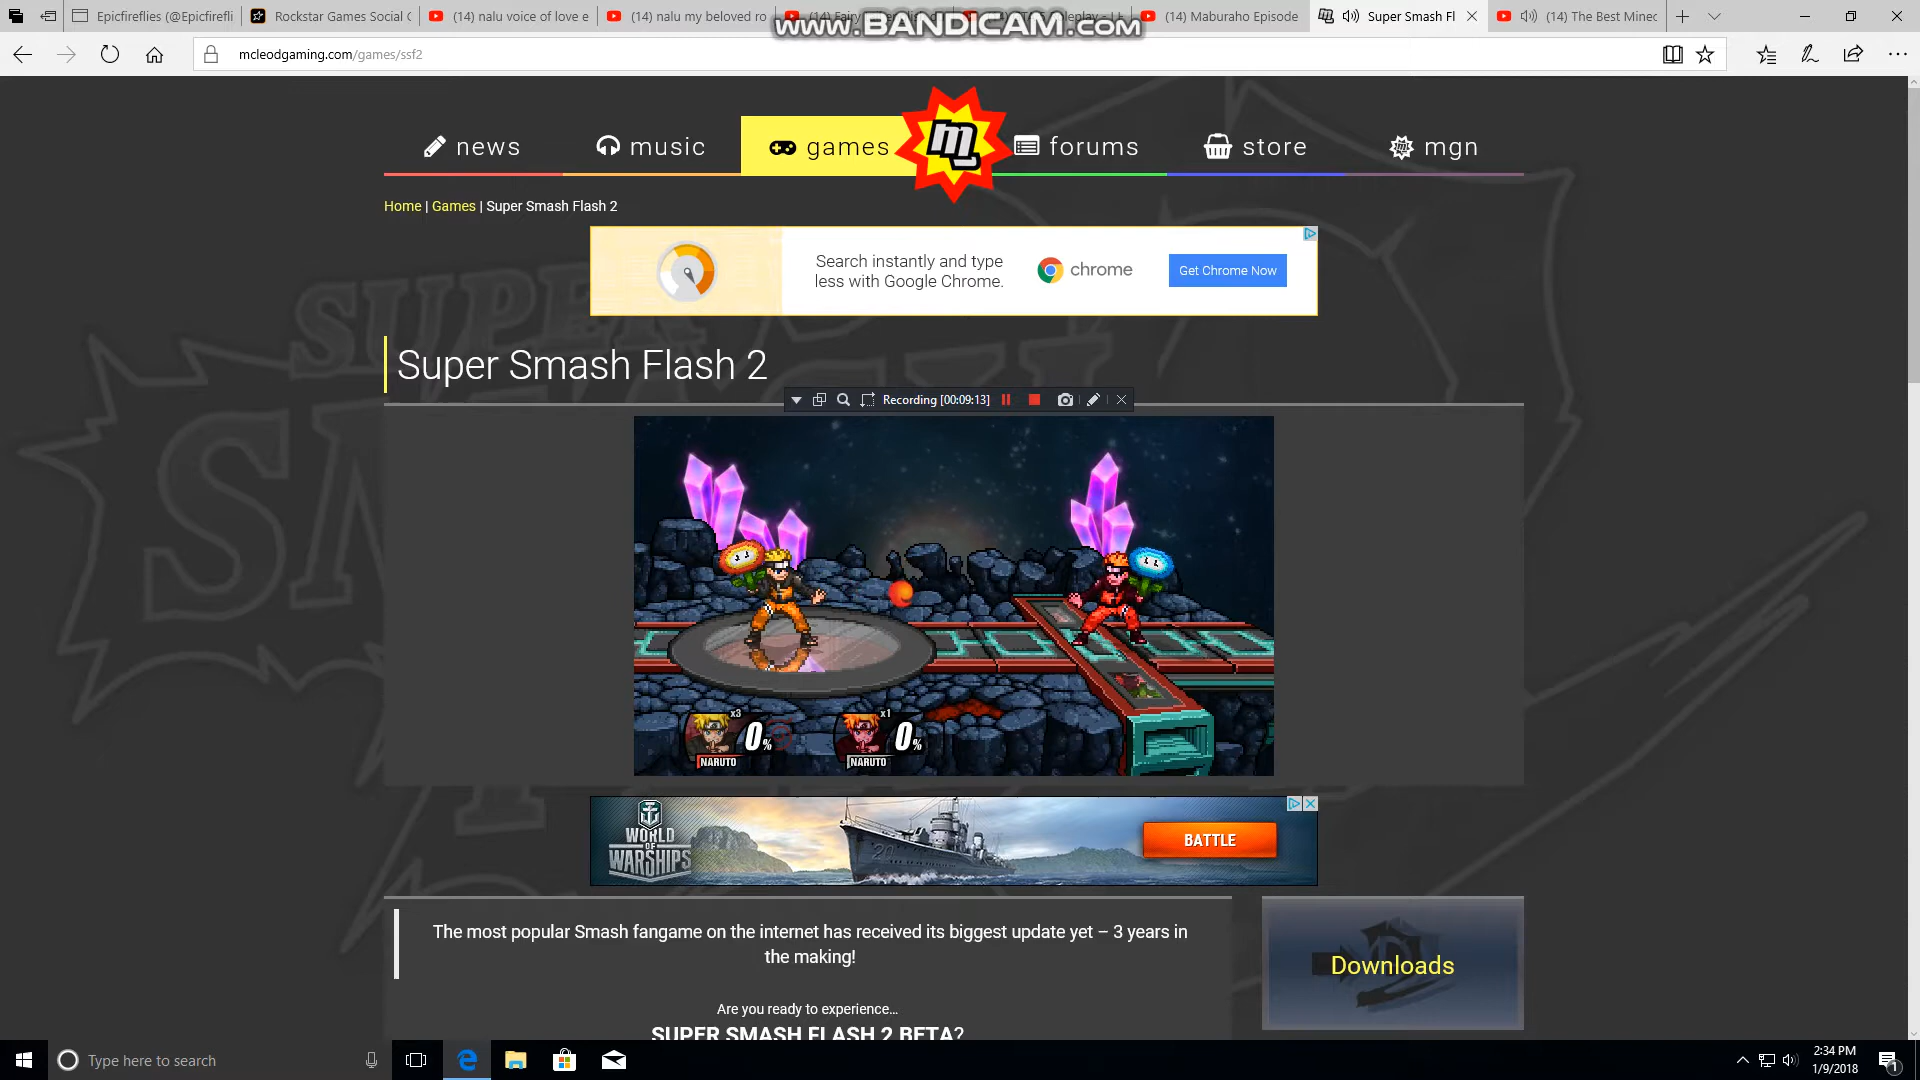 Epicfireflies (@Epicfirefli
Rockstar Games Social C
(14) nalu voice of love e
(14) nalu my beloved ro
(14) Maburaho Episode
Super Smash Fl
(14) The Best Minec
www.BANDICAM.com
mcleodgaming.com/games/ssf2
news
music
games
forums
store
mgn
Home | Games | Super Smash Flash 2
Search instantly and type
less with Google Chrome.
chrome
Get Chrome Now
Super Smash Flash 2
Recording [00:09:13]
x3
0%
NARUTO
x1
0%
NARUTO
WORLD
OF
WARSHIPS
20
BATTLE
The most popular Smash fangame on the internet has received its biggest update yet – 3 years in
the making!
Downloads
Are you ready to experience...
SUPER SMASH FLASH 2 BETA?
Type here to search
2:34 PM
1/9/2018
1